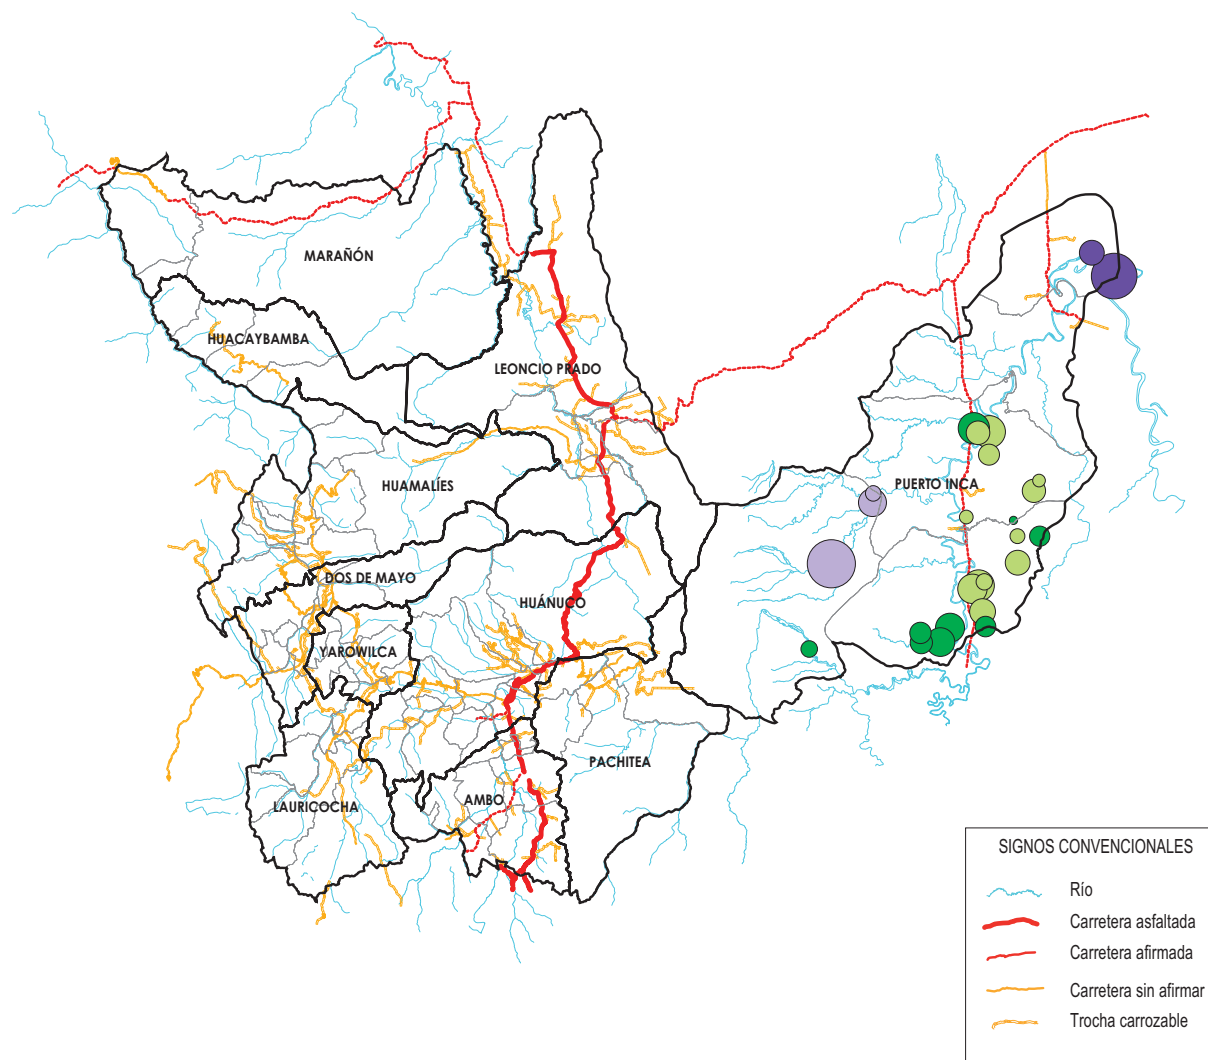 MARAÑÓN
HUACAYBAMBA
LEONCIO PRADO
HUAMALÍES
PUERTO INCA
DOS DE MAYO
HUÁNUCO
YAROWILCA
PACHITEA
LAURICOCHA
AMBO
SIGNOS CONVENCIONALES
Río
Carretera asfaltada
Carretera afirmada
Carretera sin afirmar
Trocha carrozable